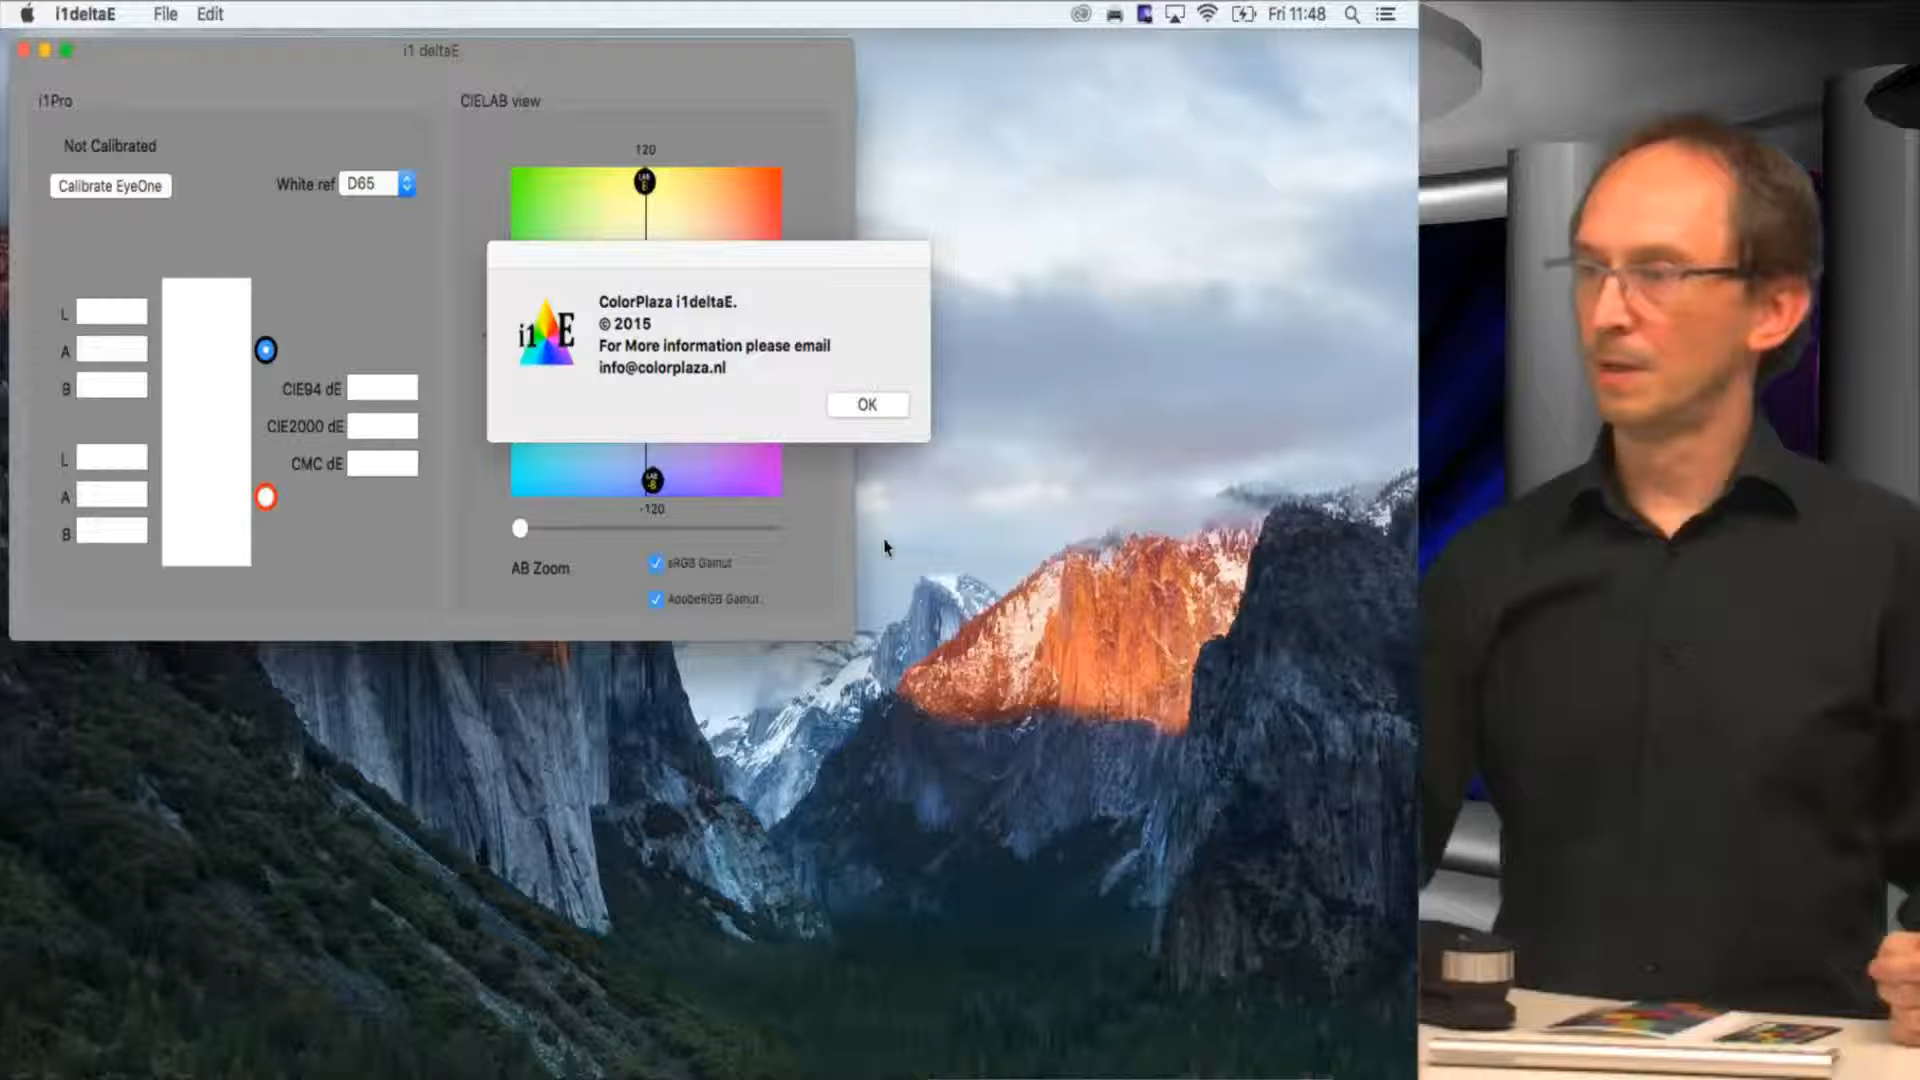 i1deltaE File Edit Fri 11:48
i1 deltaE
i1Pro
CIELAB view
Not Calibrated
Calibrate EyeOne
White ref D65
120
L
A
B
CIE94 dE
CIE2000 dE
CMC dE
L
A
B
i1 E
ColorPlaza i1deltaE.
© 2015
For More information please email
info@colorplaza.nl
OK
-120
AB Zoom
sRGB Gamut
AdobeRGB Gamut